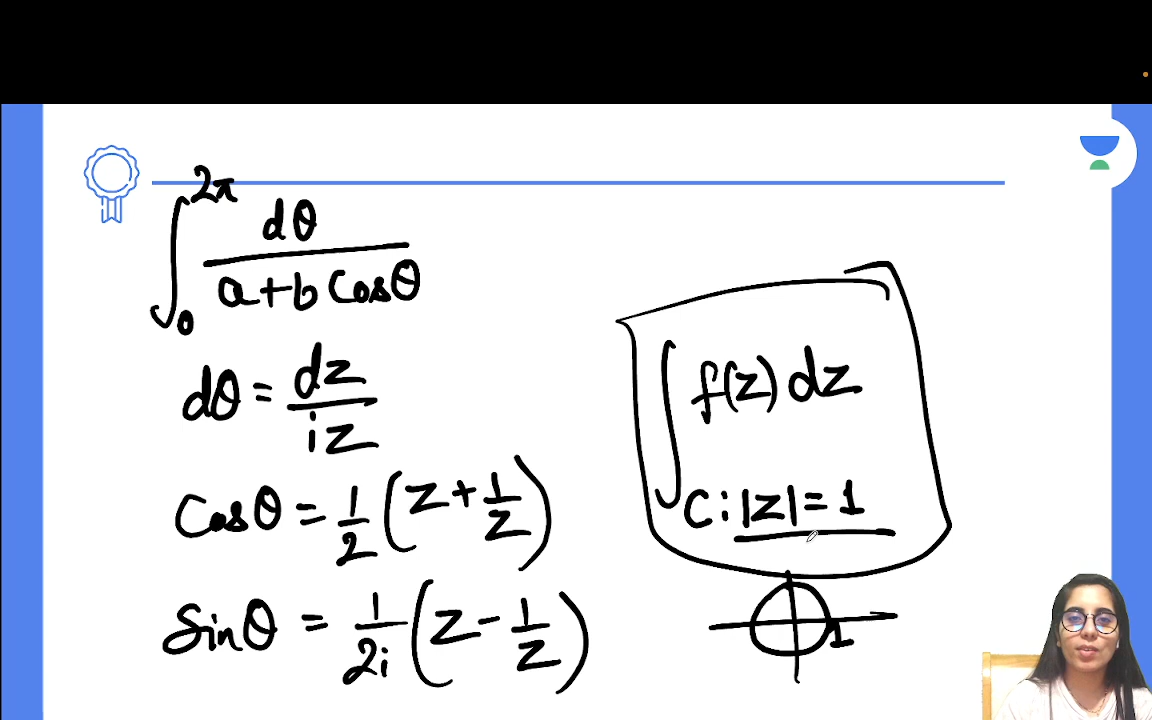 ∫₀^2π dθ / (a+b Cosθ)
dθ = dz / iz
Cosθ = 1/2 (z + 1/z)
Sinθ = 1/2i (z - 1/z)
∫ f(z) dz
C : |z| = 1
1